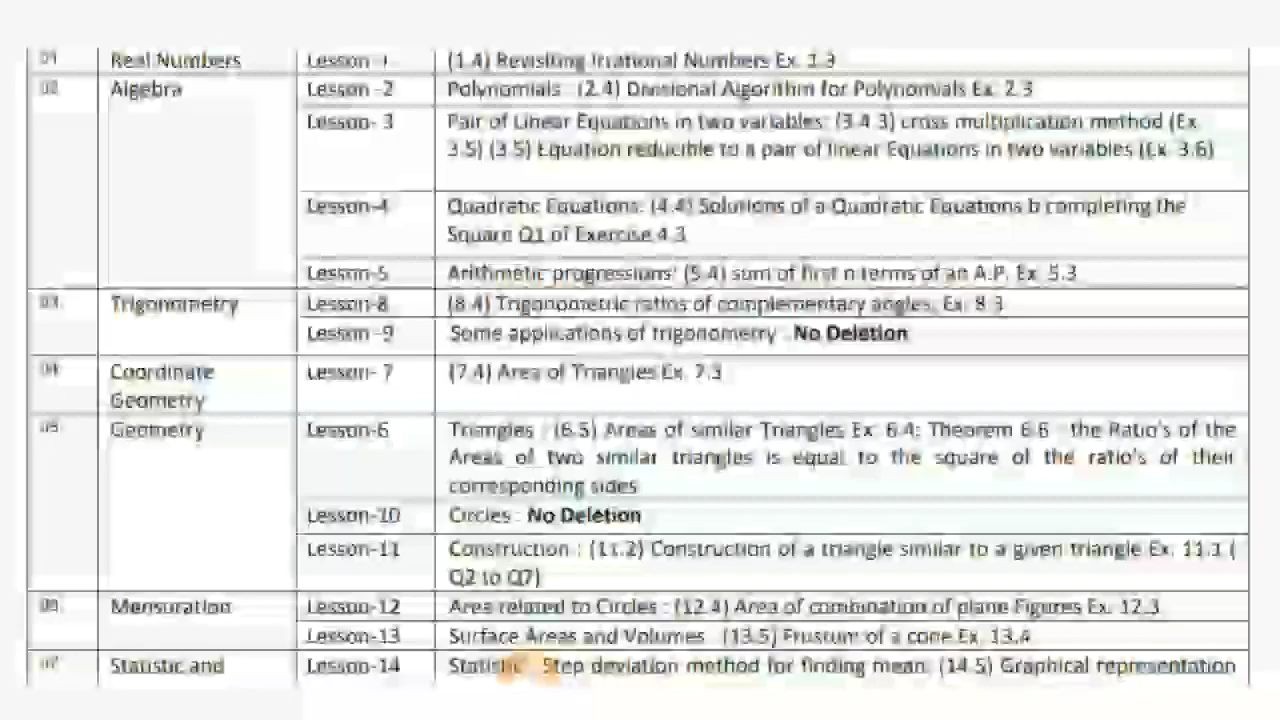 01 Real Numbers Lesson -1 (1.4) Revisiting Irrational Numbers Ex. 1.3
02 Algebra Lesson -2 Polynomials : (2.4) Divisional Algorithm for Polynomials Ex. 2.3
Lesson- 3 Pair of Linear Equations in two variables: (3.4.3) cross multiplication method (Ex.
3.5) (3.5) Equation reducible to a pair of linear Equations in two variables (Ex. 3.6)
Lesson-4 Quadratic Equations: (4.4) Solutions of a Quadratic Equations b completing the
Square Q1 of Exercise 4.3
Lesson-5 Arithmetic progressions: (5.4) sum of first n terms of an A.P. Ex. 5.3
03 Trigonometry Lesson-8 (8.4) Trigonometric ratios of complementary angles. Ex. 8.3
Lesson -9 Some applications of trigonometry : No Deletion
04 Coordinate Lesson- 7 (7.4) Area of Triangles Ex. 7.3
Geometry
05 Geometry Lesson-6 Triangles : (6.5) Areas of similar Triangles Ex. 6.4: Theorem 6.6 : the Ratio's of the
Areas of two similar triangles is equal to the square of the ratio's of their
corresponding sides
Lesson-10 Circles : No Deletion
Lesson-11 Construction : (11.2) Construction of a triangle similar to a given triangle Ex. 11.1 (
Q2 to Q7)
06 Mensuration Lesson-12 Area related to Circles : (12.4) Area of combination of plane Figures Ex. 12.3
Lesson-13 Surface Areas and Volumes : (13.5) Frustum of a cone Ex. 13.4
07 Statistic and Lesson-14 Statistic : Step deviation method for finding mean. (14.5) Graphical representation